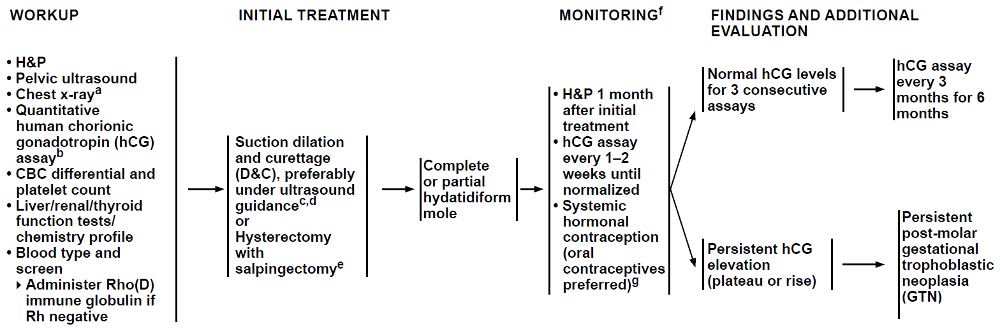 WORKUP
• H&P
• Pelvic ultrasound
• Chest x-rayᵃ
• Quantitative
human chorionic
gonadotropin (hCG)
assayᵇ
• CBC differential and
platelet count
• Liver/renal/thyroid
function tests/
chemistry profile
• Blood type and
screen
‣ Administer Rho(D)
immune globulin if
Rh negative
INITIAL TREATMENT
Suction dilation
and curettage
(D&C), preferably
under ultrasound
guidanceᶜ,ᵈ
or
Hysterectomy
with
salpingectomyᵉ
Complete
or partial
hydatidiform
mole
MONITORINGᶠ
• H&P 1 month
after initial
treatment
• hCG assay
every 1–2
weeks until
normalized
• Systemic
hormonal
contraception
(oral
contraceptives
preferred)ᵍ
FINDINGS AND ADDITIONAL
EVALUATION
Normal hCG levels
for 3 consecutive
assays
hCG assay
every 3
months for 6
months
Persistent hCG
elevation
(plateau or rise)
Persistent
post-molar
gestational
trophoblastic
neoplasia
(GTN)